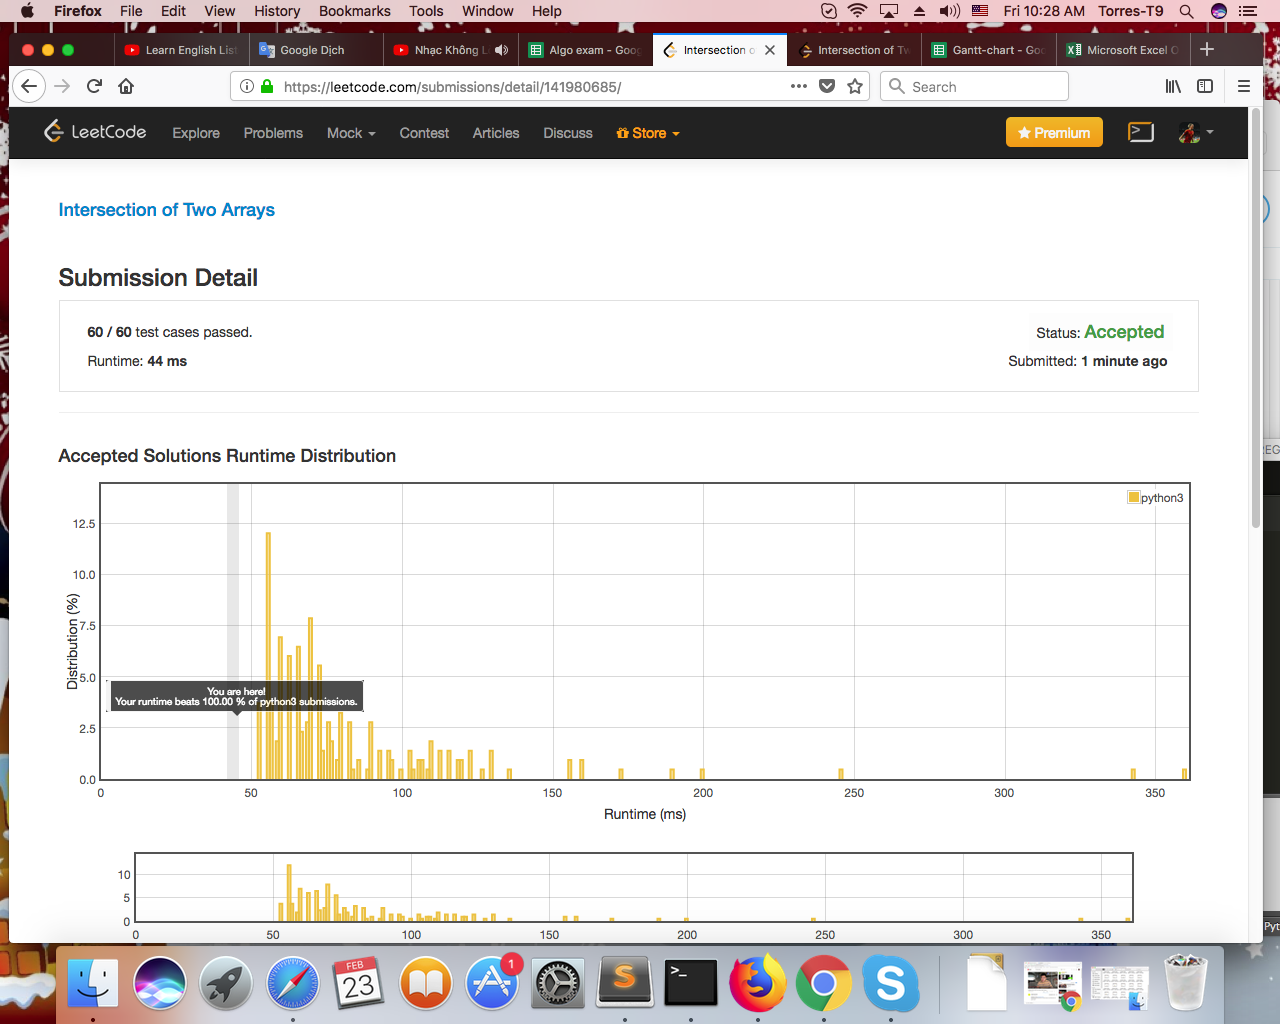 Firefox File Edit View History Bookmarks Tools Window Help Fri 10:28 AM Torres-T9
Learn English List Google Dịch Nhạc Không L Algo exam - Goo Intersection o Intersection of Tw Gantt-chart - Goo Microsoft Excel O
https://leetcode.com/submissions/detail/141980685/ Search
LeetCode Explore Problems Mock Contest Articles Discuss Store Premium
Intersection of Two Arrays
Submission Detail
60 / 60 test cases passed. Status: Accepted
Runtime: 44 ms Submitted: 1 minute ago
Accepted Solutions Runtime Distribution
python3
Distribution (%)
12.5
10.0
7.5
5.0
2.5
0.0
You are here!
Your runtime beats 100.00 % of python3 submissions.
0 50 100 150 200 250 300 350
Runtime (ms)
10
5
0
0 50 100 150 200 250 300 350
REG
Pyt
FEB
23
1